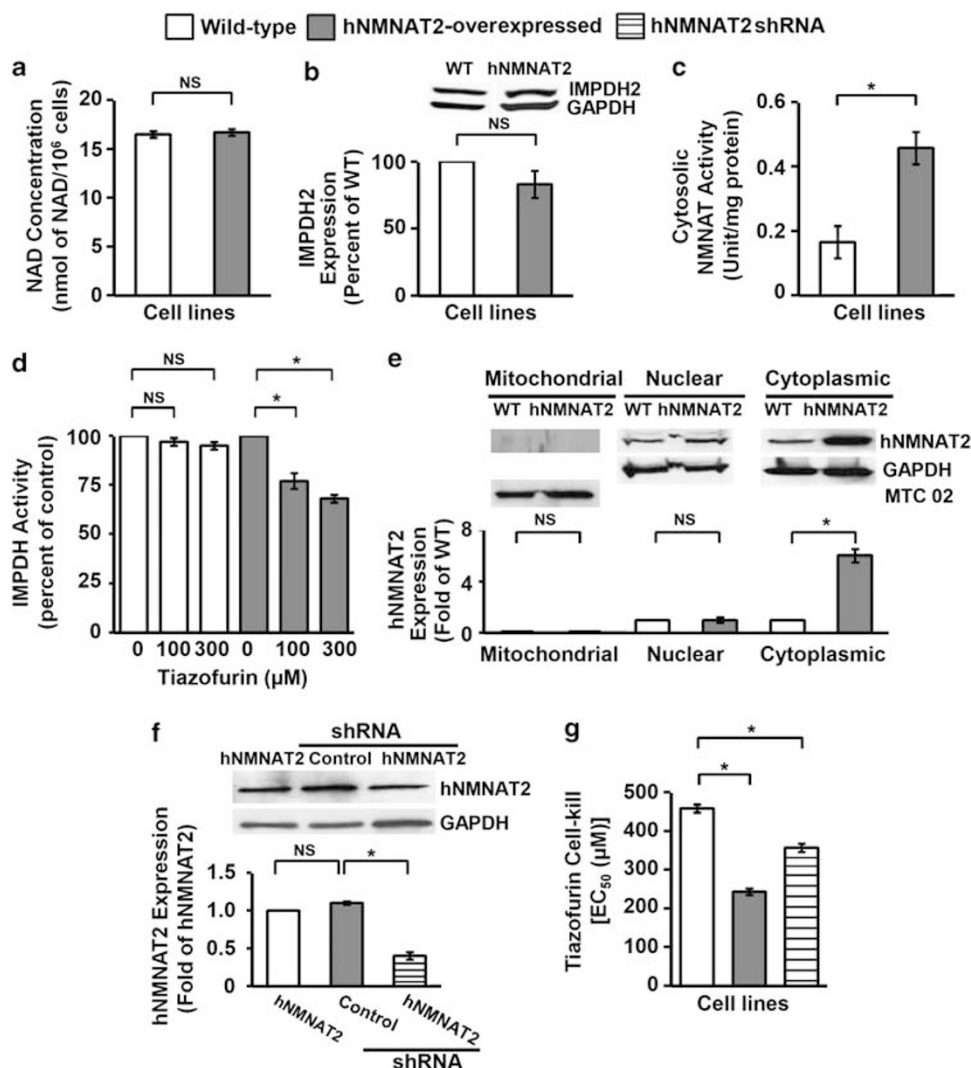 Wild-type hNMNAT2-overexpressed hNMNAT2 shRNA
a
NS
20
15
10
5
0
NAD Concentration
(nmol of NAD/10⁶ cells)
Cell lines
b
WT hNMNAT2
IMPDH2
GAPDH
NS
100
50
0
IMPDH2
Expression
(Percent of WT)
Cell lines
c
*
0.6
0.4
0.2
0
Cytosolic
NMNAT Activity
(Unit/mg protein)
Cell lines
d
NS
*
NS
*
100
75
50
25
0
IMPDH Activity
(percent of control)
0 100 300 0 100 300
Tiazofurin (µM)
e
Mitochondrial Nuclear Cytoplasmic
WT hNMNAT2 WT hNMNAT2 WT hNMNAT2
hNMNAT2
GAPDH
MTC 02
NS NS *
8
4
0
hNMNAT2
Expression
(Fold of WT)
Mitochondrial Nuclear Cytoplasmic
f
shRNA
hNMNAT2 Control hNMNAT2
hNMNAT2
GAPDH
NS *
1.5
1.0
0.5
0
hNMNAT2 Expression
(Fold of hNMNAT2)
hNMNAT2 Control hNMNAT2
shRNA
g
*
*
500
400
300
200
100
0
Tiazofurin Cell-kill
[EC₅₀ (µM)]
Cell lines